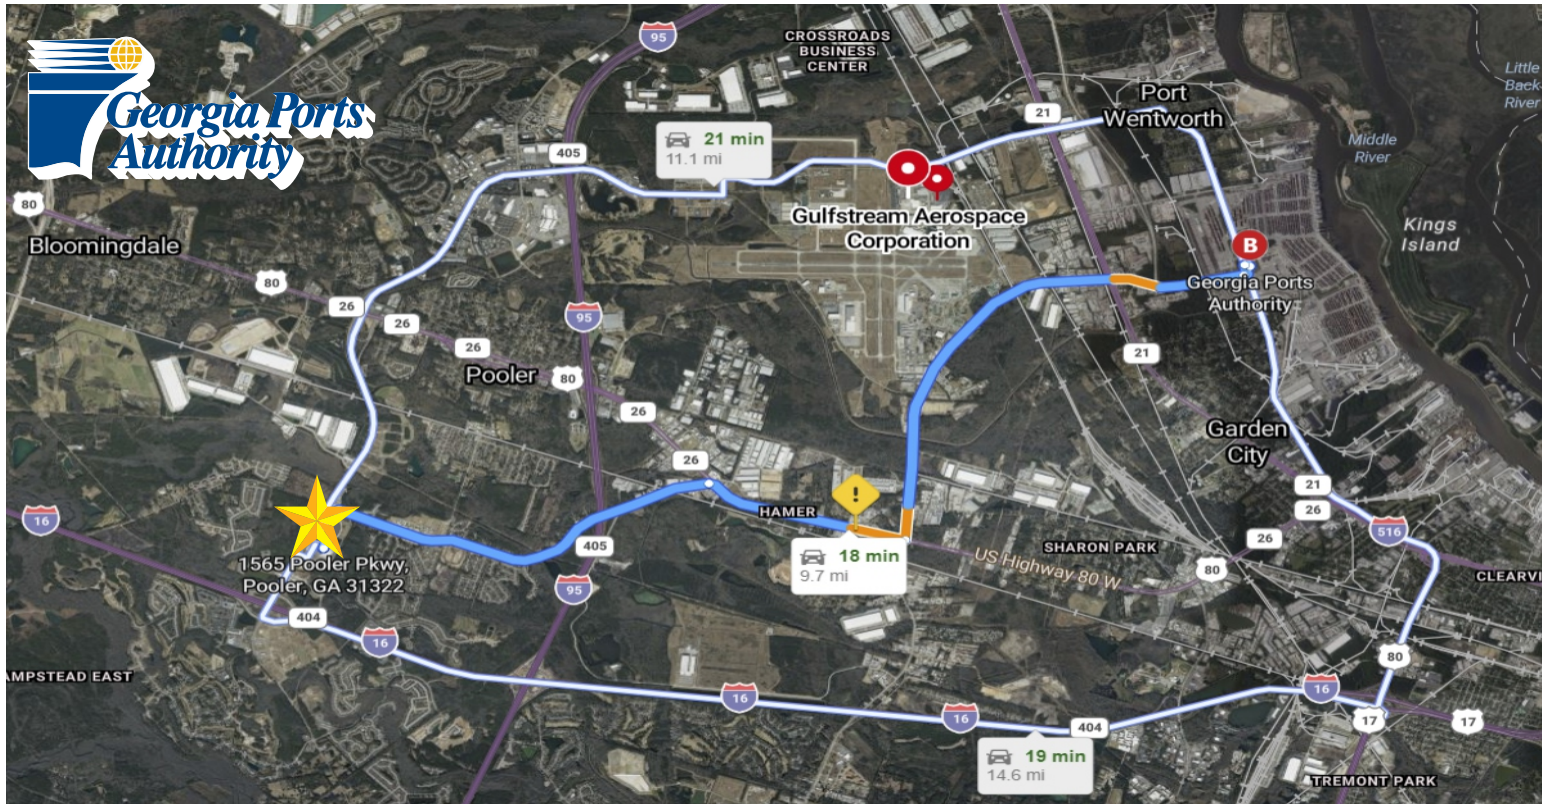 Georgia Ports
Authority
95
CROSSROADS
BUSINESS
CENTER
Little
Back
River
Port
Wentworth
21
Middle
River
21 min
11.1 mi
405
80
Bloomingdale
Gulfstream Aerospace
Corporation
Kings
Island
B
Georgia Ports
Authority
80
26
26
95
26
Pooler
80
21
26
Garden
City
26
21
26
16
!
HAMER
516
405
18 min
9.7 mi
SHARON PARK
26
US Highway 80 W
80
CLEARVI
1565 Pooler Pkwy,
Pooler, GA 31322
95
404
16
AMPSTEAD EAST
80
16
16
16
404
17
17
19 min
14.6 mi
TREMONT PARK